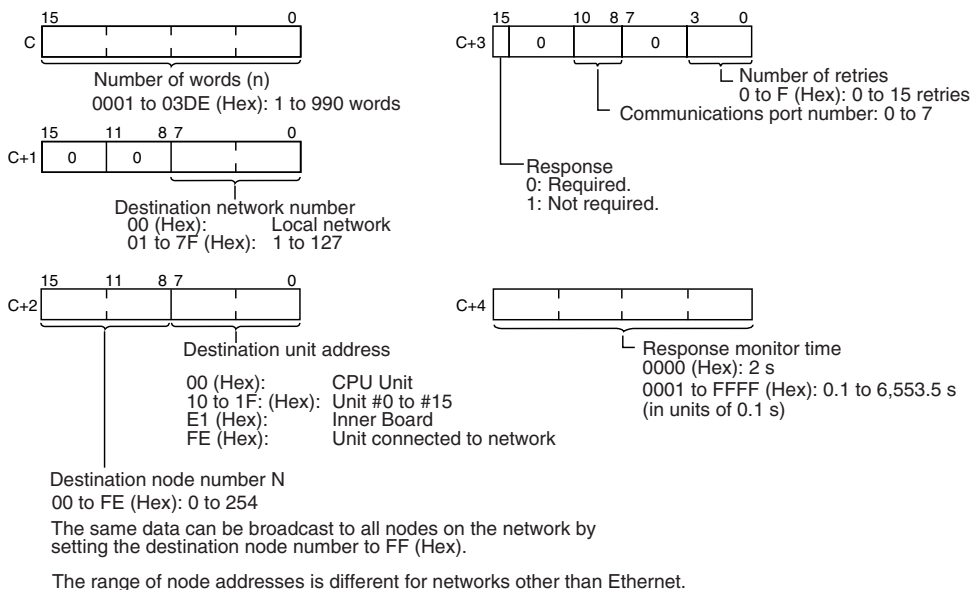 15 0
C
Number of words (n)
0001 to 03DE (Hex): 1 to 990 words
15 11 8 7 0
C+1 0 0
Destination network number
00 (Hex): Local network
01 to 7F (Hex): 1 to 127
15 11 8 7 0
C+2
Destination unit address
00 (Hex): CPU Unit
10 to 1F: (Hex): Unit #0 to #15
E1 (Hex): Inner Board
FE (Hex): Unit connected to network
Destination node number N
00 to FE (Hex): 0 to 254
The same data can be broadcast to all nodes on the network by
setting the destination node number to FF (Hex).
The range of node addresses is different for networks other than Ethernet.
15 10 8 7 3 0
C+3 0 0
Number of retries
0 to F (Hex): 0 to 15 retries
Communications port number: 0 to 7
Response
0: Required.
1: Not required.
C+4
Response monitor time
0000 (Hex): 2 s
0001 to FFFF (Hex): 0.1 to 6,553.5 s
(in units of 0.1 s)